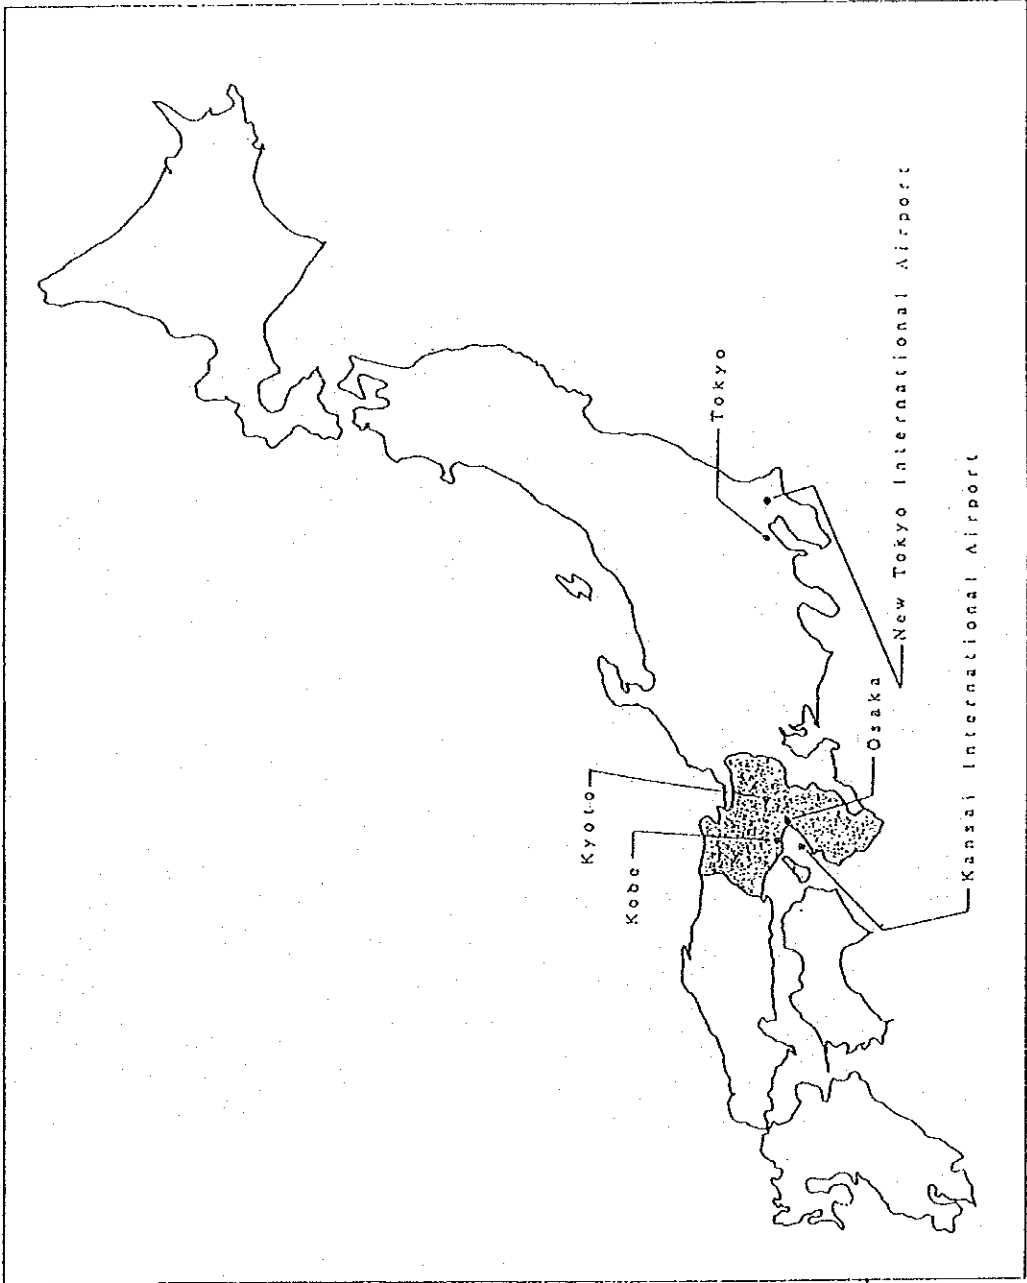 Kyoto
Kobe
Tokyo
Osaka
New Tokyo International Airport
Kansai International Airport